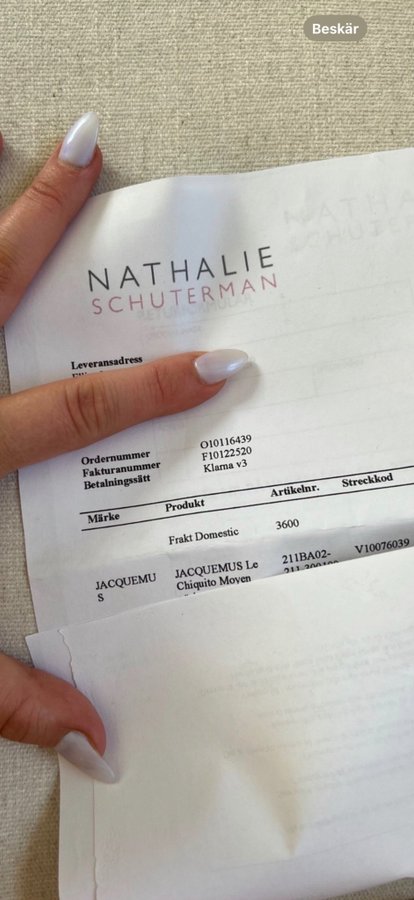 Beskär
NATHALIE
SCHUTERMAN
Leveransadress
Ordernummer O10116439
Fakturanummer F10122520
Betalningssätt Klarna v3
Märke Produkt Artikelnr. Streckkod
Frakt Domestic 3600
JACQUEMU JACQUEMUS Le 211BA02- V10076039
S Chiquito Moyen